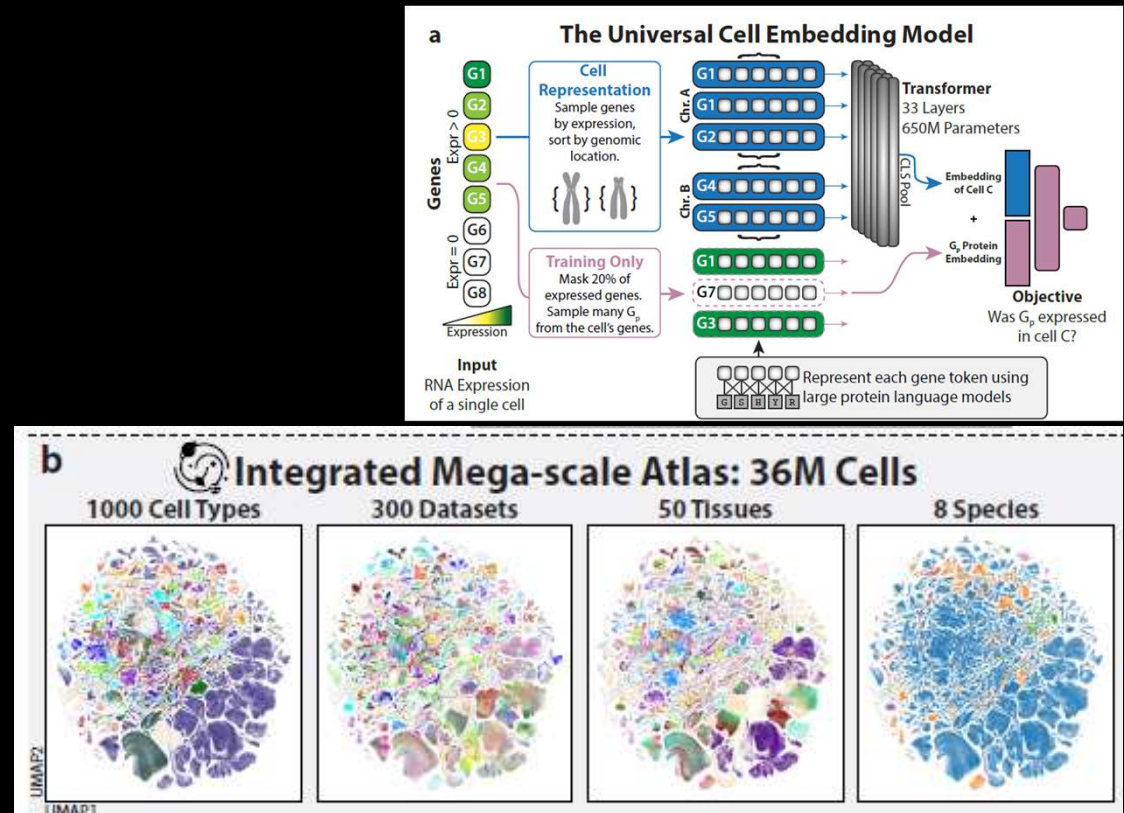 a
The Universal Cell Embedding Model
G1
G2
G3
G4
G5
G6
G7
G8
Genes
Expr > 0
Expr = 0
Expression
Input
RNA Expression
of a single cell
Cell
Representation
Sample genes
by expression,
sort by genomic
location.
Training Only
Mask 20% of
expressed genes.
Sample many Gp
from the cell's genes.
Chr. A
G1
G1
G2
Chr. B
G4
G5
G1
G7
G3
Transformer
33 Layers
650M Parameters
CLS Pool
Embedding
of Cell C
+
Gp Protein
Embedding
Objective
Was Gp expressed
in cell C?
G S H Y R
Represent each gene token using
large protein language models
b
Integrated Mega-scale Atlas: 36M Cells
1000 Cell Types
300 Datasets
50 Tissues
8 Species
UMAP2
UMAP1